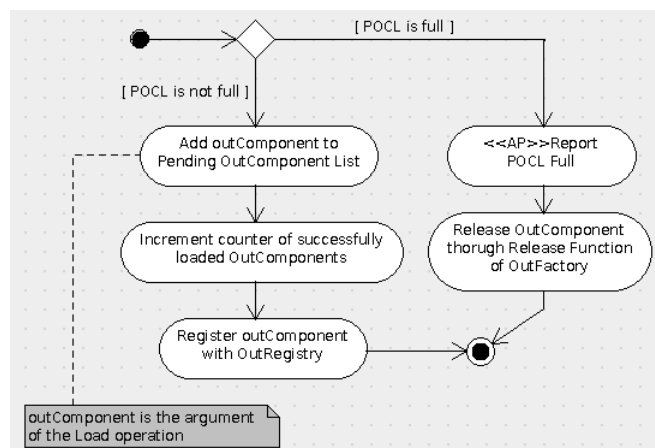 [ POCL is full ]
[ POCL is not full ]
Add outComponent to
Pending OutComponent List
<<AP>>Report
POCL Full
Increment counter of successfully
loaded OutComponents
Release OutComponent
thorugh Release Function
of OutFactory
Register outComponent
with OutRegistry
outComponent is the argument
of the Load operation